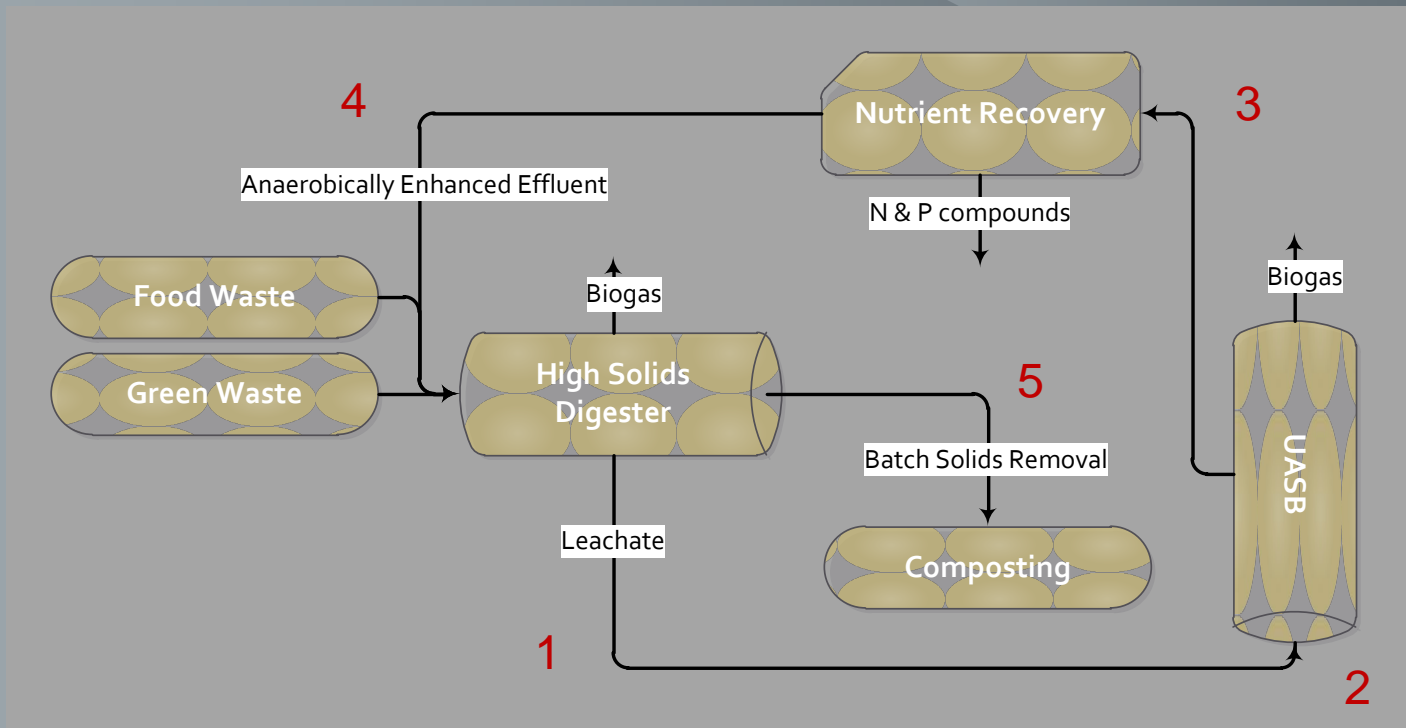 4
Nutrient Recovery
3
Anaerobically Enhanced Effluent
N & P compounds
Food Waste
Biogas
Biogas
Green Waste
High Solids
Digester
5
Batch Solids Removal
UASB
Leachate
Composting
1
2